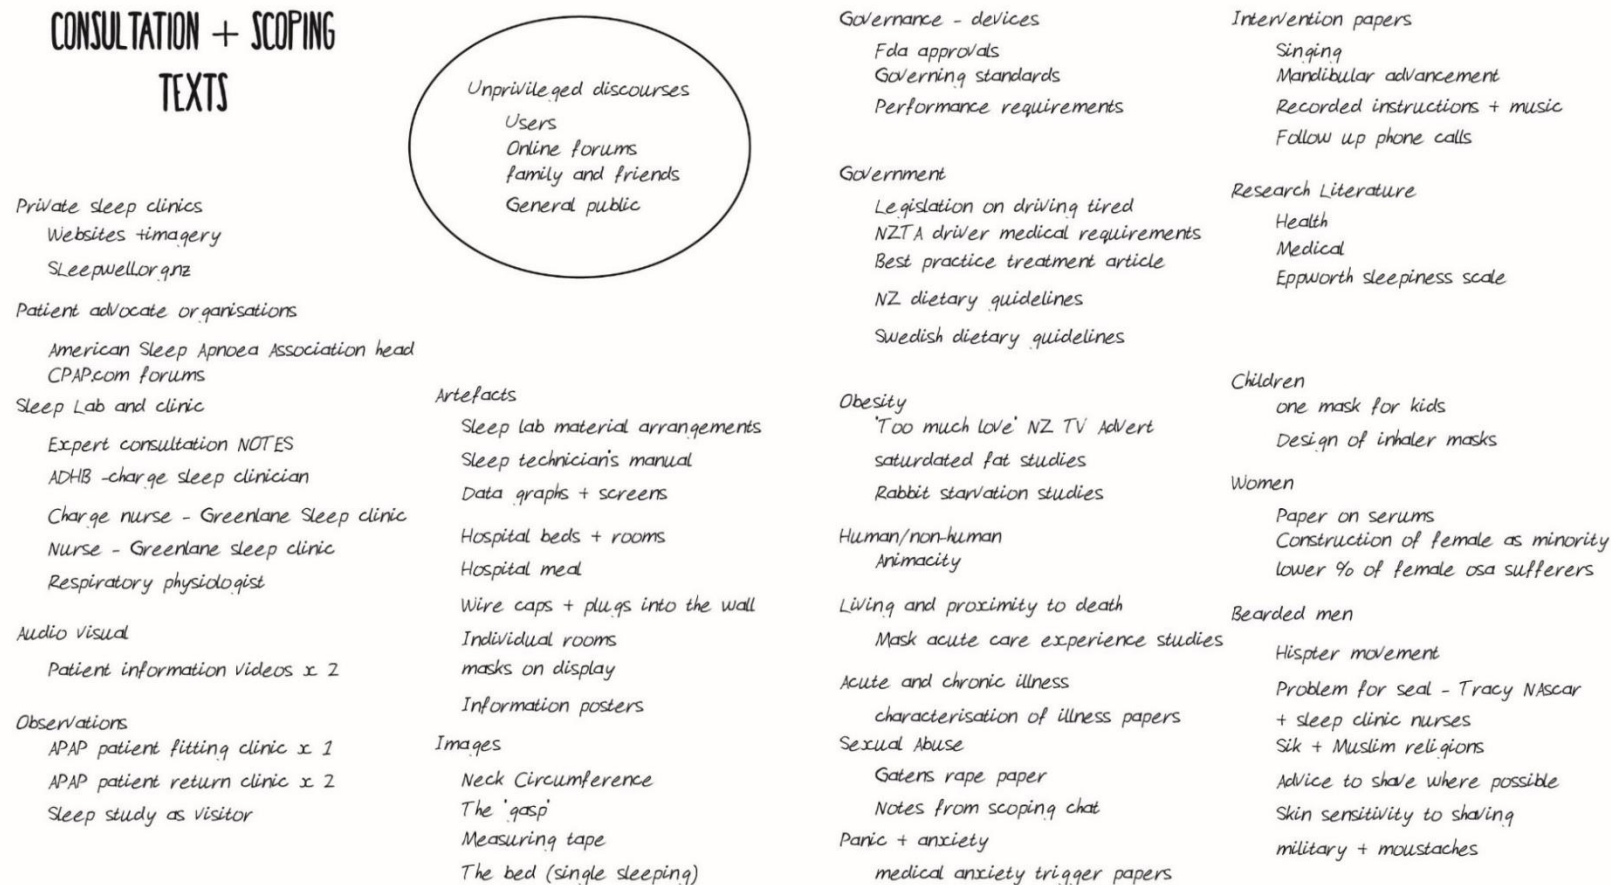 CONSULTATION + SCOPING
TEXTS
Private sleep clinics
Websites +imagery
SLeepwell.org.nz
Patient advocate organisations
American Sleep Apnoea Association head
CPAP.com forums
Sleep Lab and clinic
Expert consultation NOTES
ADHB -charge sleep clinician
Charge nurse - Greenlane Sleep clinic
Nurse - Greenlane sleep clinic
Respiratory physiologist
Audio visual
Patient information videos x 2
Observations
APAP patient fitting clinic x 1
APAP patient return clinic x 2
Sleep study as visitor
Unprivileged discourses
Users
Online forums
family and friends
General public
Artefacts
Sleep lab material arrangements
Sleep technician's manual
Data graphs + screens
Hospital beds + rooms
Hospital meal
Wire caps + plugs into the wall
Individual rooms
masks on display
Information posters
Images
Neck Circumference
The 'gasp'
Measuring tape
The bed (single sleeping)
Governance - devices
Fda approvals
Governing standards
Performance requirements
Government
Legislation on driving tired
NZTA driver medical requirements
Best practice treatment article
NZ dietary guidelines
Swedish dietary guidelines
Obesity
'Too much love' NZ TV Advert
saturdated fat studies
Rabbit starvation studies
Human/non-human
Animacity
Living and proximity to death
Mask acute care experience studies
Acute and chronic illness
characterisation of illness papers
Sexual Abuse
Gatens rape paper
Notes from scoping chat
Panic + anxiety
medical anxiety trigger papers
Intervention papers
Singing
Mandibular advancement
Recorded instructions + music
Follow up phone calls
Research Literature
Health
Medical
Eppworth sleepiness scale
Children
one mask for kids
Design of inhaler masks
Women
Paper on serums
Construction of female as minority
lower % of female osa sufferers
Bearded men
Hispter movement
Problem for seal - Tracy NAscar
+ sleep clinic nurses
Sik + Muslim religions
Advice to shave where possible
Skin sensitivity to shaving
military + moustaches